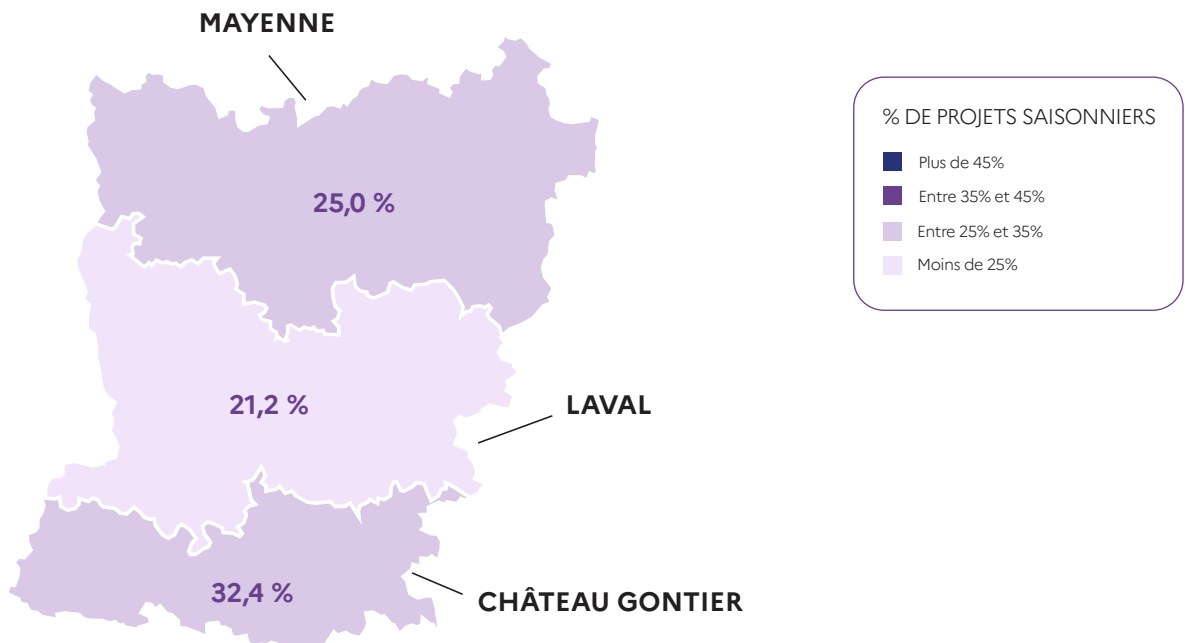 MAYENNE
25,0 %
21,2 %
LAVAL
32,4 %
CHÂTEAU GONTIER
% DE PROJETS SAISONNIERS
Plus de 45%
Entre 35% et 45%
Entre 25% et 35%
Moins de 25%